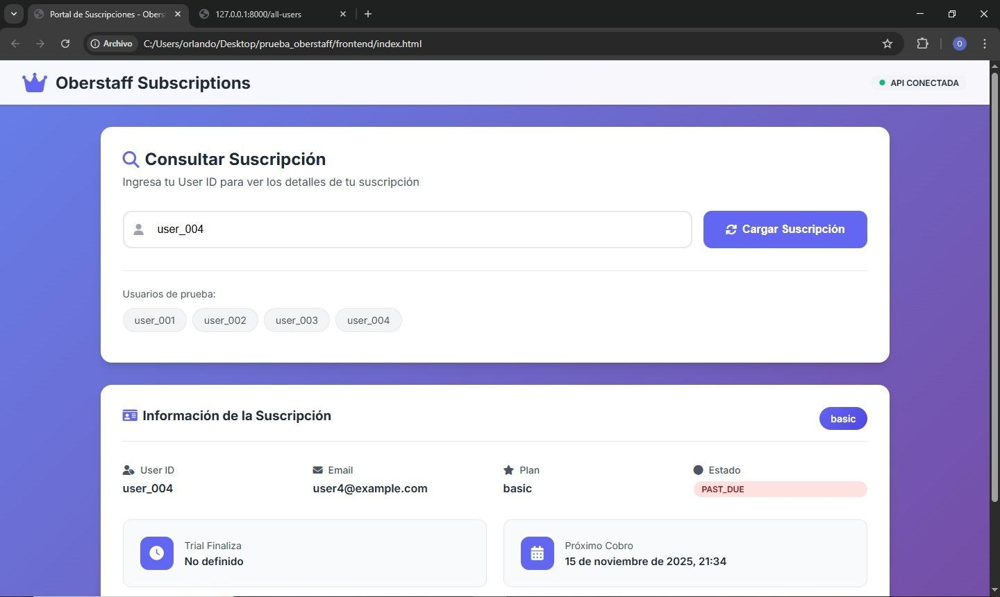 Portal de Suscripciones - Obers
127.0.0.1:8000/all-users
Archivo
C:/Users/orlando/Desktop/prueba_oberstaff/frontend/index.html
O
Oberstaff Subscriptions
API CONECTADA
Consultar Suscripción
Ingresa tu User ID para ver los detalles de tu suscripción
user_004
Cargar Suscripción
Usuarios de prueba:
user_001 user_002 user_003 user_004
Información de la Suscripción
basic
User ID Email Plan Estado
user_004 user4@example.com basic PAST_DUE
Trial Finaliza
No definido
Próximo Cobro
15 de noviembre de 2025, 21:34